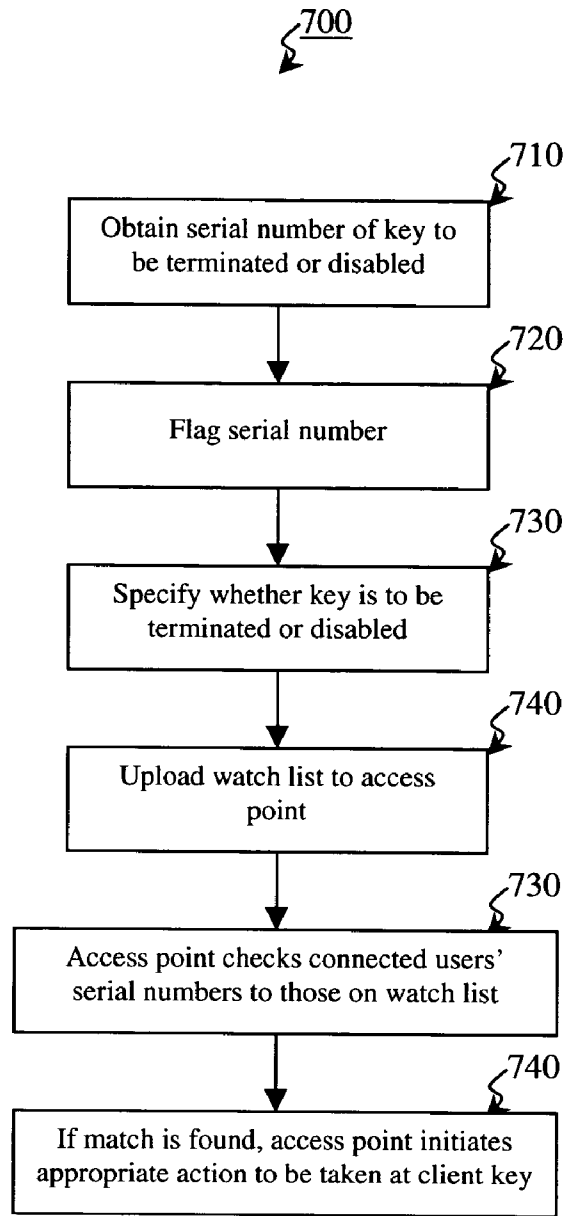 700
710
Obtain serial number of key to
be terminated or disabled
720
Flag serial number
730
Specify whether key is to be
terminated or disabled
740
Upload watch list to access
point
730
Access point checks connected users’
serial numbers to those on watch list
740
If match is found, access point initiates
appropriate action to be taken at client key